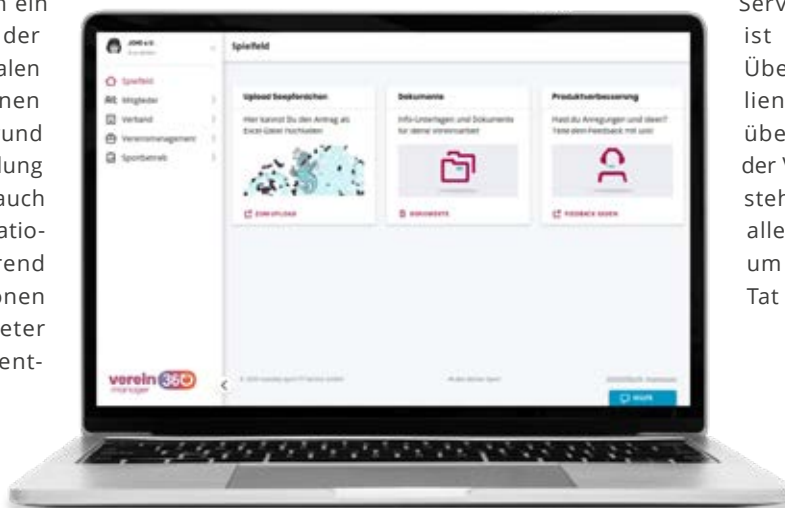 n ein
der
alen
nen
und
dlung
auch
atio-
rend
onen
eter
ent-
JOMI e.V.
Spielfeld
Spielfeld
Mitglieder
Verband
Vereinsmanagement
Sportbetrieb
Upload Seepferdchen
Hier kannst Du den Antrag als
Excel-Datei hochladen
ZUM UPLOAD
Dokumente
Info-Unterlagen und Dokumente
für deine Vereinsarbeit
DOKUMENTE
Produktverbesserung
Hast du Anregungen und Ideen?
Teile dein Feedback mit uns!
FEEDBACK GEBEN
verein 360
manager
HILFE
Serv
ist
Übe
lien
übe
der V
steh
alle
um
Tat